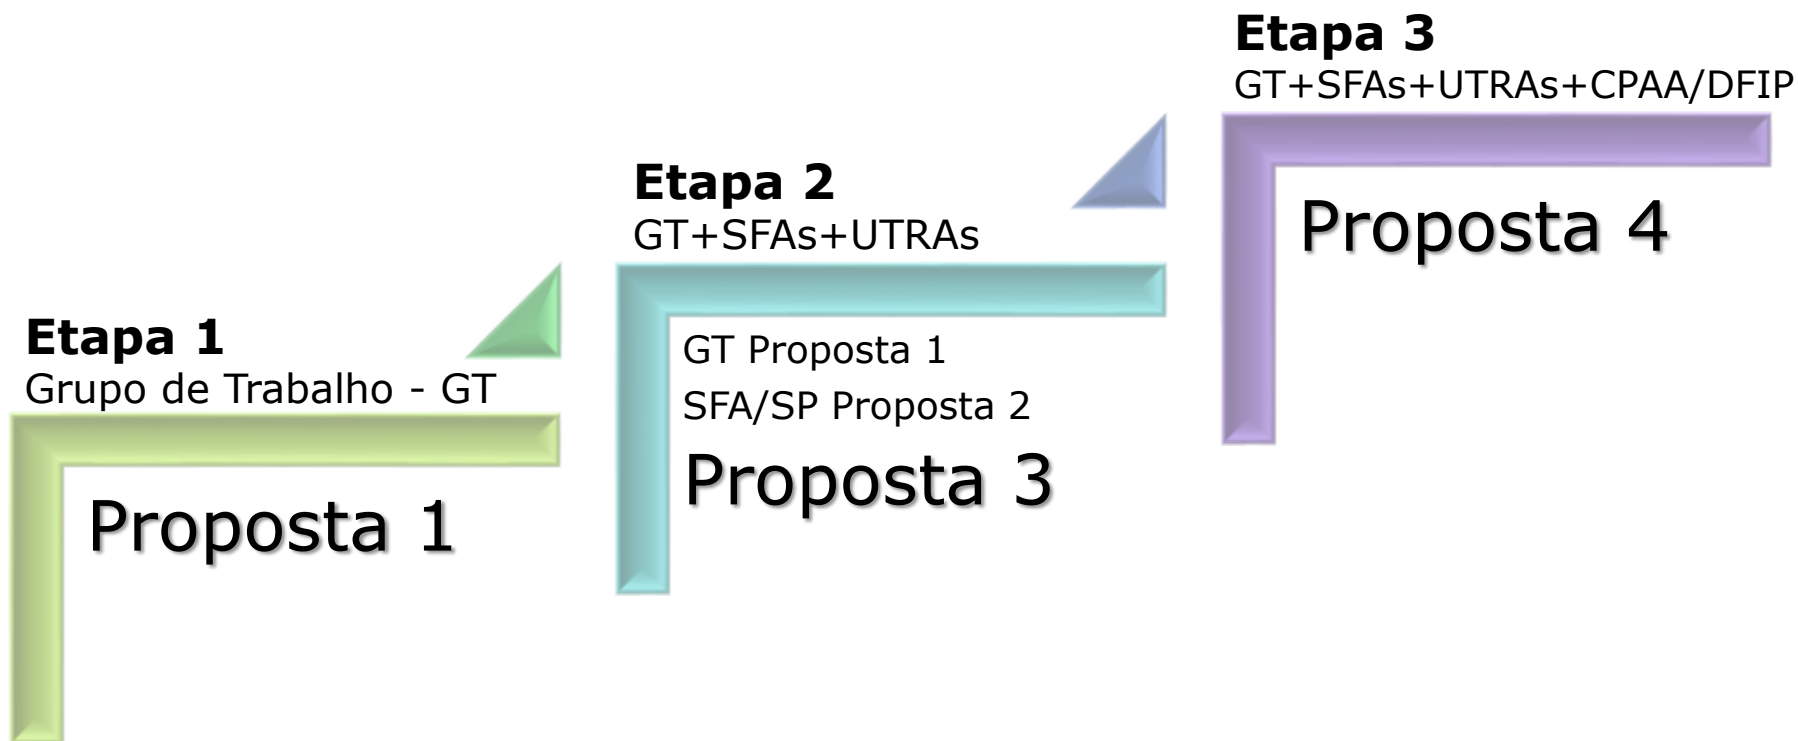 Etapa 1
Grupo de Trabalho - GT
Proposta 1
Etapa 2
GT+SFAs+UTRAs
GT Proposta 1
SFA/SP Proposta 2
Proposta 3
Etapa 3
GT+SFAs+UTRAs+CPAA/DFIP
Proposta 4